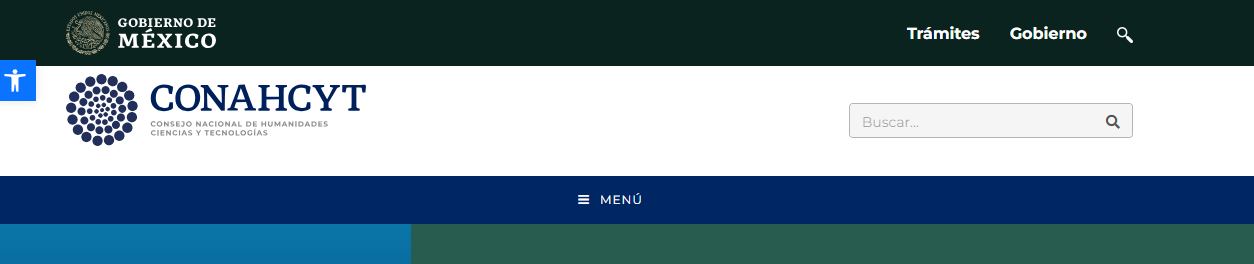 GOBIERNO DE
MÉXICO
Trámites Gobierno
CONAHCYT
CONSEJO NACIONAL DE HUMANIDADES
CIENCIAS Y TECNOLOGÍAS
Buscar...
MENÚ